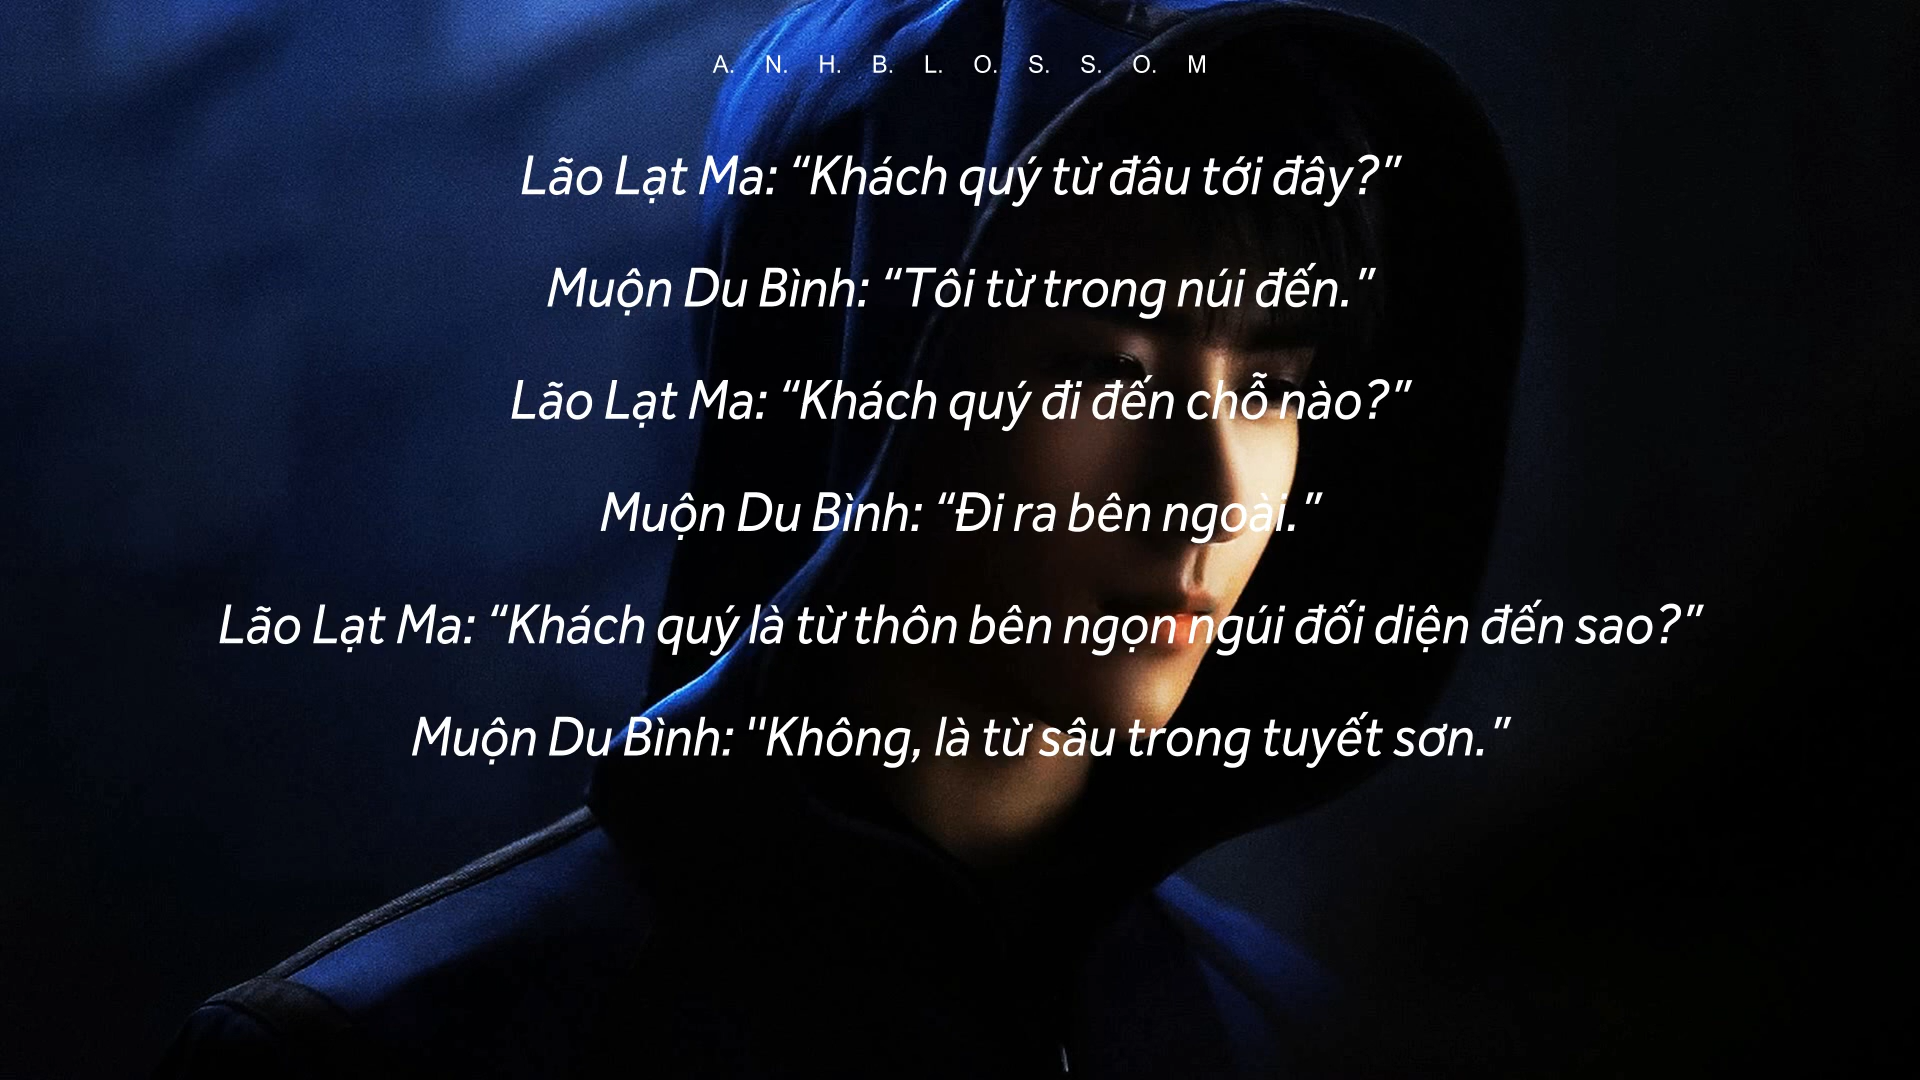 A. N. H. B. L. O. S. S. O. M
Lão Lạt Ma: “Khách quý từ đâu tới đây?”
Muộn Du Bình: “Tôi từ trong núi đến.”
Lão Lạt Ma: “Khách quý đi đến chỗ nào?”
Muộn Du Bình: “Đi ra bên ngoài.”
Lão Lạt Ma: “Khách quý là từ thôn bên ngọn ngúi đối diện đến sao?”
Muộn Du Bình: "Không, là từ sâu trong tuyết sơn.”